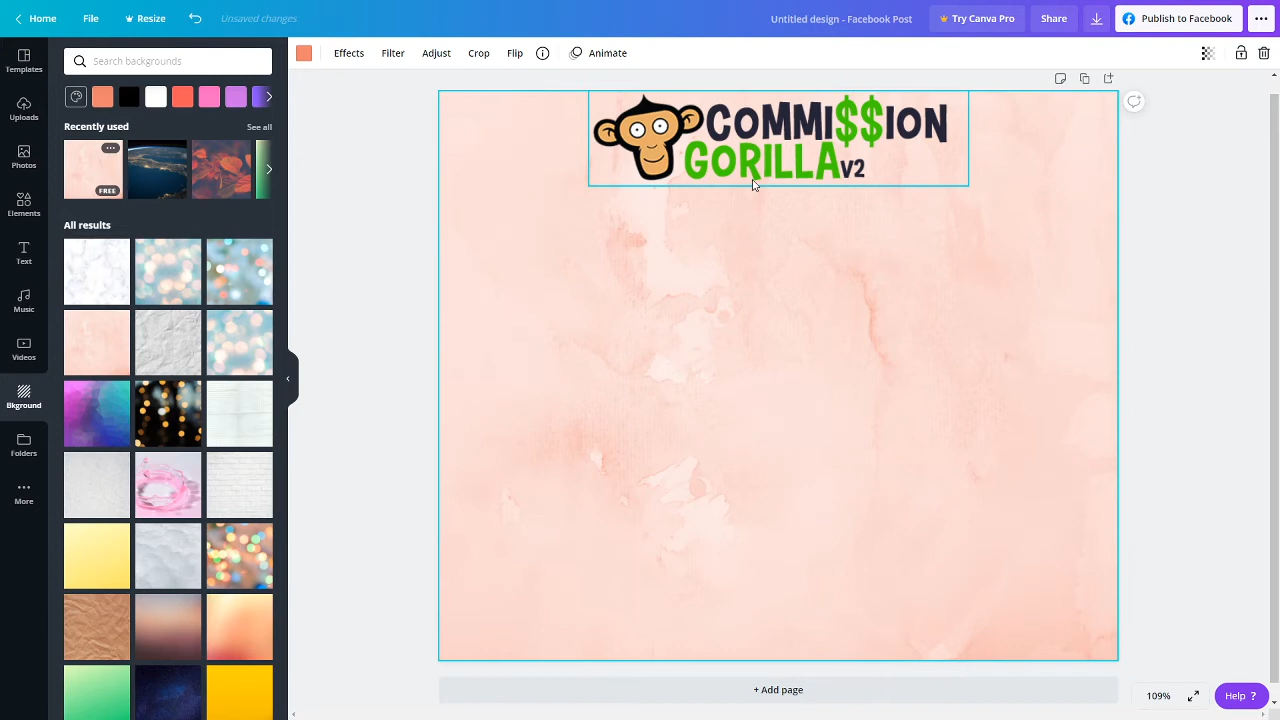 Home
File
Resize
Unsaved changes
Untitled design - Facebook Post
Try Canva Pro
Share
Publish to Facebook
Templates
Uploads
Photos
Elements
Text
Music
Videos
Bkground
Folders
More
Search backgrounds
Recently used
See all
FREE
All results
Effects
Filter
Adjust
Crop
Flip
Animate
COMMI$$ION
GORILLA V2
+ Add page
109%
Help ?